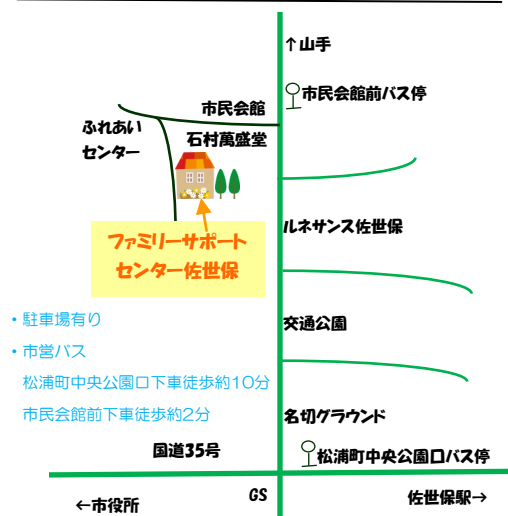 ↑山手
市民会館前バス停
市民会館
ふれあい
センター
石村萬盛堂
ルネサンス佐世保
ファミリーサポート
センター佐世保
・駐車場有り
交通公園
・市営バス
松浦町中央公園口下車徒歩約10分
市民会館前下車徒歩約2分
名切グラウンド
国道35号
松浦町中央公園口バス停
←市役所
GS
佐世保駅→